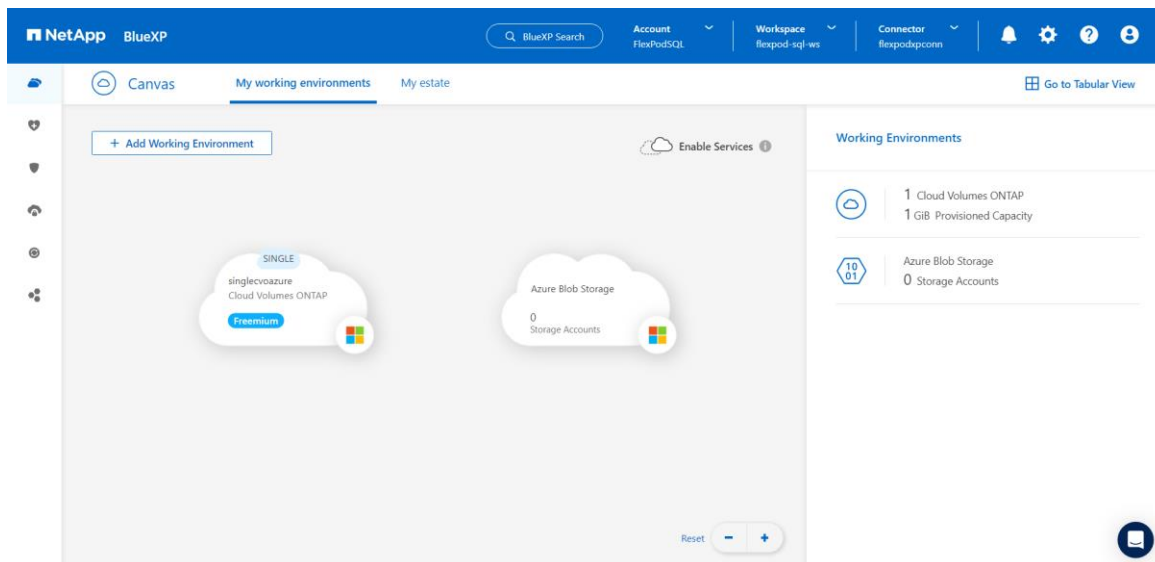 NetApp BlueXP
BlueXP Search
Account
FlexPodSQL
Workspace
flexpod-sql-ws
Connector
flexpodxpconn
Canvas
My working environments
My estate
Go to Tabular View
+ Add Working Environment
Enable Services
Working Environments
1 Cloud Volumes ONTAP
1 GiB Provisioned Capacity
Azure Blob Storage
0 Storage Accounts
SINGLE
singlecvoazure
Cloud Volumes ONTAP
Freemium
Azure Blob Storage
0
Storage Accounts
10
01
Reset - +